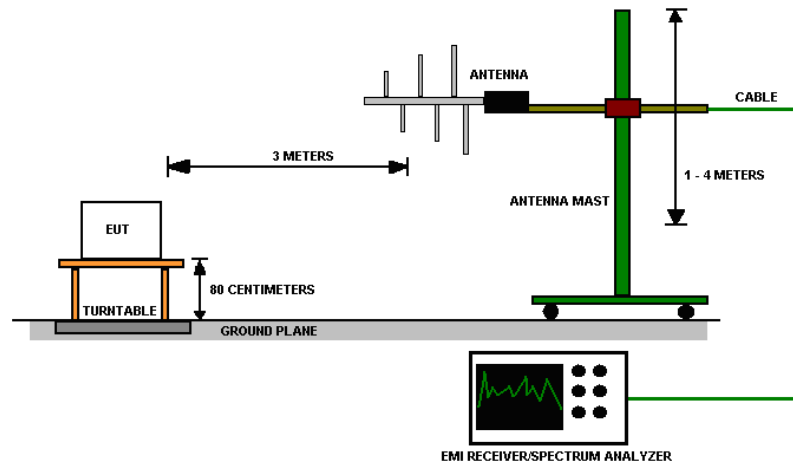 ANTENNA
CABLE
3 METERS
1 - 4 METERS
ANTENNA MAST
EUT
80 CENTIMETERS
TURNTABLE
GROUND PLANE
EMI RECEIVER/SPECTRUM ANALYZER